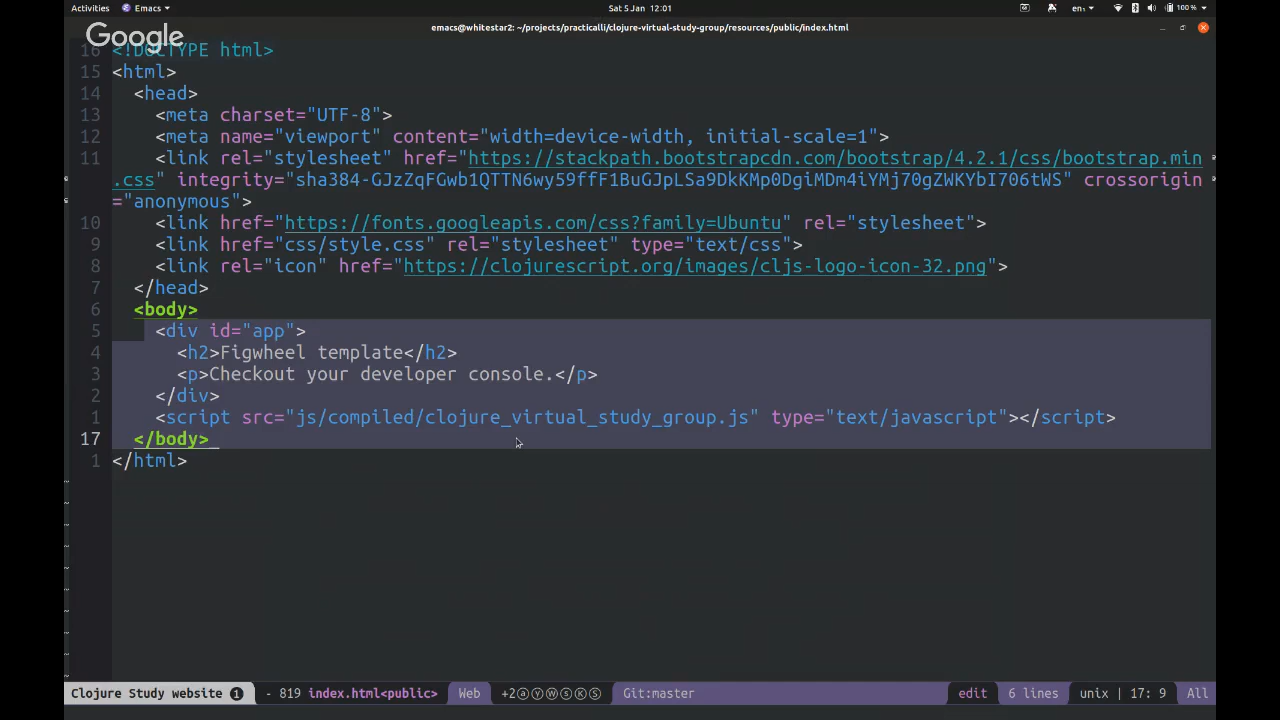 Activities Emacs Sat 5 Jan 12:01 en₁ 100 %
Google
emacs@whitestar2: ~/projects/practicalli/clojure-virtual-study-group/resources/public/index.html
16 <!DOCTYPE html>
15 <html>
14 <head>
13 <meta charset="UTF-8">
12 <meta name="viewport" content="width=device-width, initial-scale=1">
11 <link rel="stylesheet" href="https://stackpath.bootstrapcdn.com/bootstrap/4.2.1/css/bootstrap.min
.css" integrity="sha384-GJzZqFGwb1QTTN6wy59ffF1BuGJpLSa9DkKMp0DgiMDm4iYMj70gZWKYbI706tWS" crossorigin
="anonymous">
10 <link href="https://fonts.googleapis.com/css?family=Ubuntu" rel="stylesheet">
9 <link href="css/style.css" rel="stylesheet" type="text/css">
8 <link rel="icon" href="https://clojurescript.org/images/cljs-logo-icon-32.png">
7 </head>
6 <body>
5 <div id="app">
4 <h2>Figwheel template</h2>
3 <p>Checkout your developer console.</p>
2 </div>
1 <script src="js/compiled/clojure_virtual_study_group.js" type="text/javascript"></script>
17 </body>
1 </html>
Clojure Study website 1 - 819 index.html<public> Web +2ⓐⓎⓌⓢⓀⓈ Git:master edit 6 lines unix | 17: 9 All